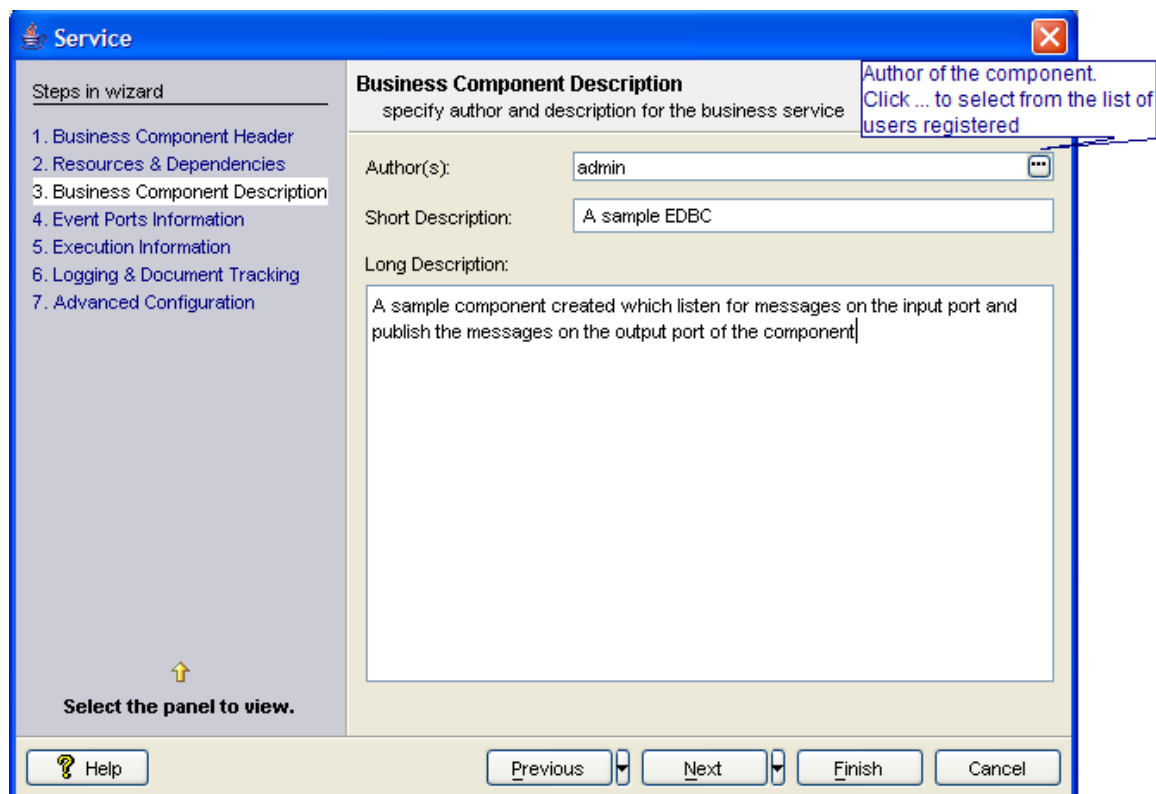 Service
Steps in wizard
1. Business Component Header
2. Resources & Dependencies
3. Business Component Description
4. Event Ports Information
5. Execution Information
6. Logging & Document Tracking
7. Advanced Configuration
Select the panel to view.
Business Component Description
specify author and description for the business service
Author of the component.
Click ... to select from the list of
users registered
Author(s):
admin
...
Short Description:
A sample EDBC
Long Description:
A sample component created which listen for messages on the input port and
publish the messages on the output port of the component
Help
Previous
Next
Finish
Cancel